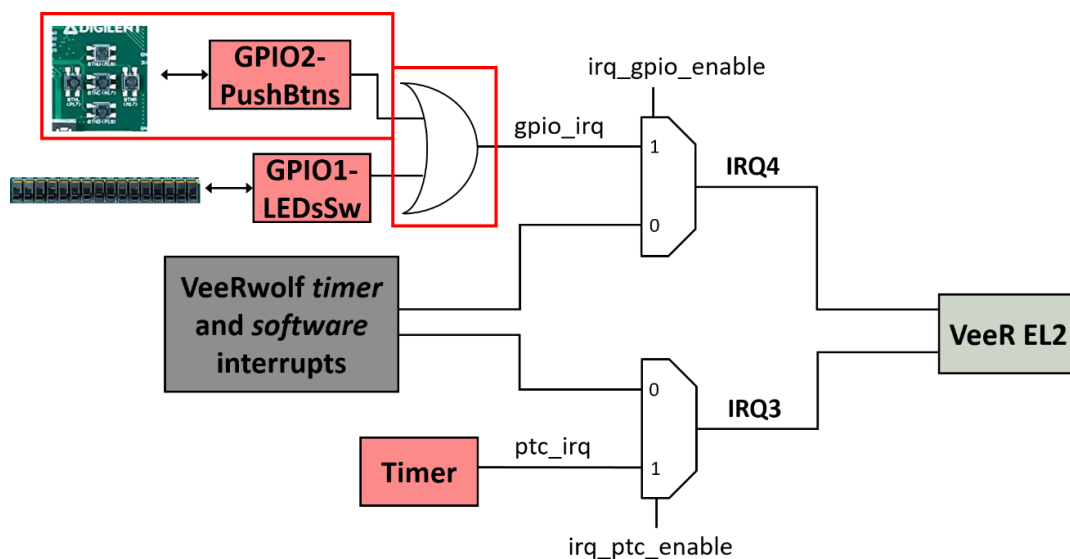 DIGILENT
GPIO2-
PushBtns
irq_gpio_enable
gpio_irq
1
IRQ4
GPIO1-
LEDsSw
0
VeeRwolf timer
and software
interrupts
VeeR EL2
0
IRQ3
Timer
ptc_irq
1
irq_ptc_enable